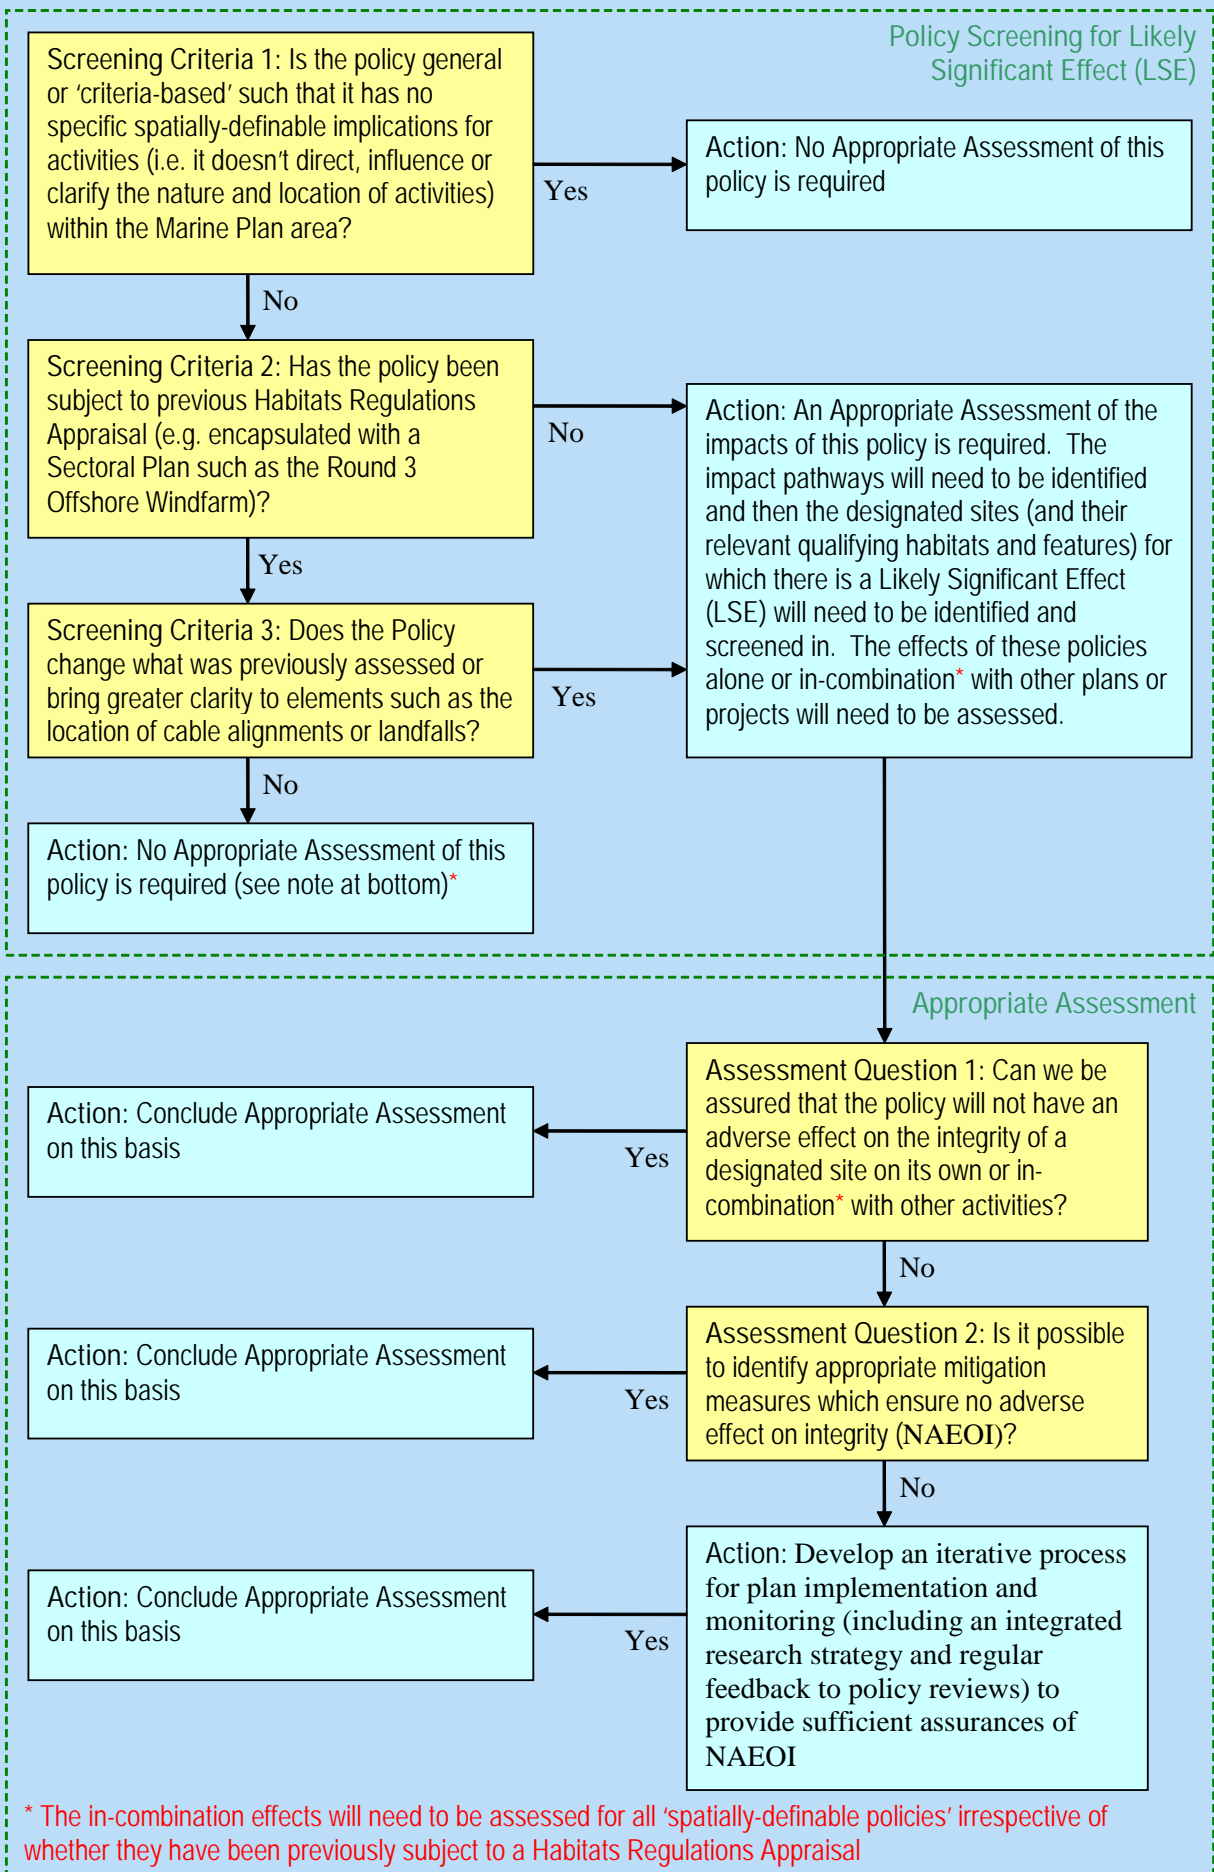 Policy Screening for Likely
Significant Effect (LSE)
Screening Criteria 1: Is the policy general
or ‘criteria-based’ such that it has no
specific spatially-definable implications for
activities (i.e. it doesn’t direct, influence or
clarify the nature and location of activities)
within the Marine Plan area?
Yes
Action: No Appropriate Assessment of this
policy is required
No
Screening Criteria 2: Has the policy been
subject to previous Habitats Regulations
Appraisal (e.g. encapsulated with a
Sectoral Plan such as the Round 3
Offshore Windfarm)?
No
Action: An Appropriate Assessment of the
impacts of this policy is required. The
impact pathways will need to be identified
and then the designated sites (and their
relevant qualifying habitats and features) for
which there is a Likely Significant Effect
(LSE) will need to be identified and
screened in. The effects of these policies
alone or in-combination* with other plans or
projects will need to be assessed.
Yes
Screening Criteria 3: Does the Policy
change what was previously assessed or
bring greater clarity to elements such as the
location of cable alignments or landfalls?
Yes
No
Action: No Appropriate Assessment of this
policy is required (see note at bottom)*
Appropriate Assessment
Assessment Question 1: Can we be
assured that the policy will not have an
adverse effect on the integrity of a
designated site on its own or in-
combination* with other activities?
Yes
Action: Conclude Appropriate Assessment
on this basis
No
Assessment Question 2: Is it possible
to identify appropriate mitigation
measures which ensure no adverse
effect on integrity (NAEOI)?
Yes
Action: Conclude Appropriate Assessment
on this basis
No
Action: Develop an iterative process
for plan implementation and
monitoring (including an integrated
research strategy and regular
feedback to policy reviews) to
provide sufficient assurances of
NAEOI
Yes
Action: Conclude Appropriate Assessment
on this basis
* The in-combination effects will need to be assessed for all ‘spatially-definable policies’ irrespective of
whether they have been previously subject to a Habitats Regulations Appraisal